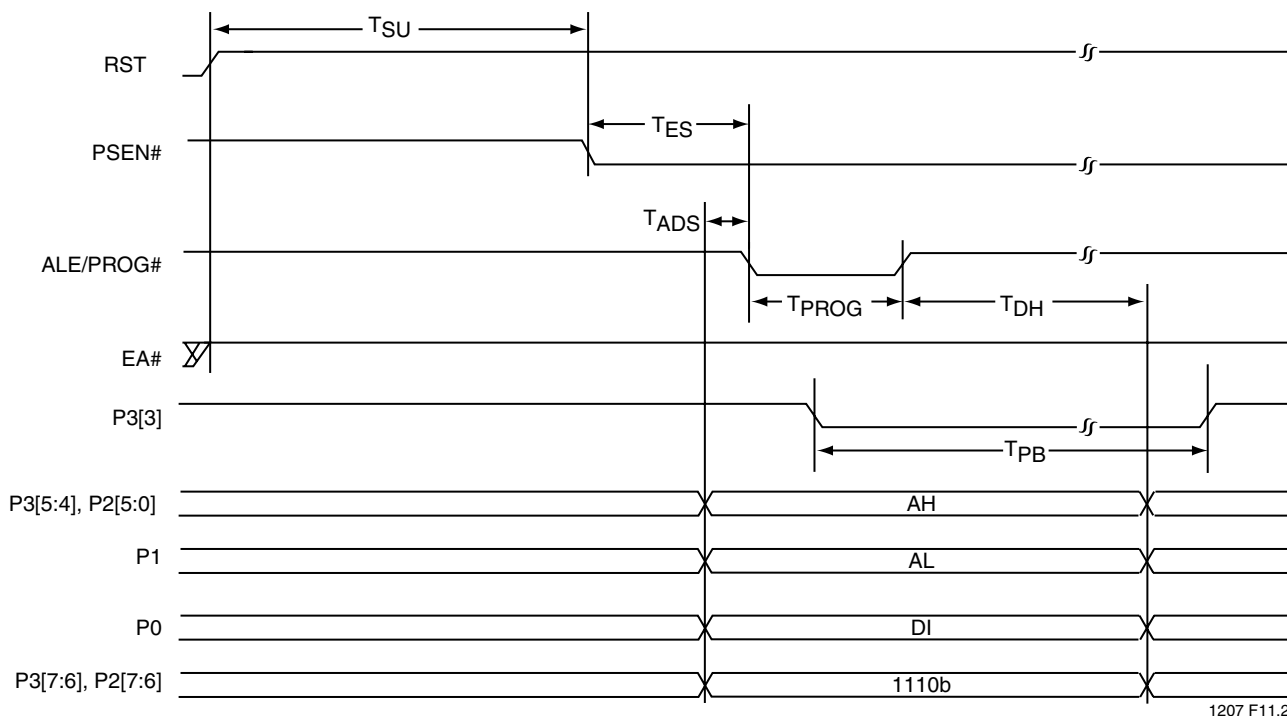 TSU
RST
TES
PSEN#
TADS
ALE/PROG#
TPROG
TDH
EA#
P3[3]
TPB
P3[5:4], P2[5:0]
AH
P1
AL
P0
DI
P3[7:6], P2[7:6]
1110b
1207 F11.2